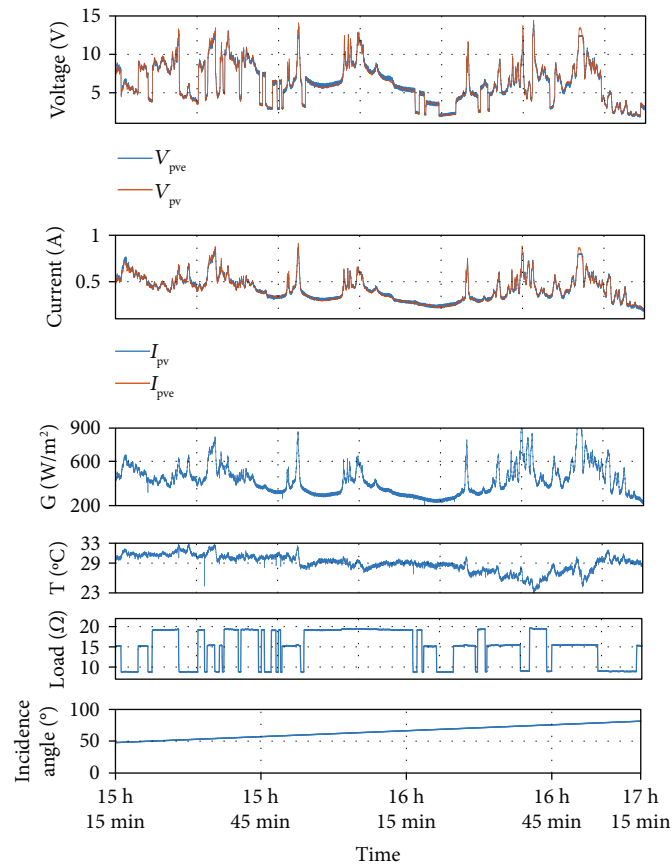 Voltage (V)
15
10
5
V_pve
V_pv
Current (A)
1
0.5
I_pv
I_pve
G (W/m²)
900
600
200
T (°C)
33
29
23
Load (Ω)
20
15
10
Incidence
angle (°)
100
50
0
15 h
15 min
15 h
45 min
16 h
15 min
16 h
45 min
17 h
15 min
Time